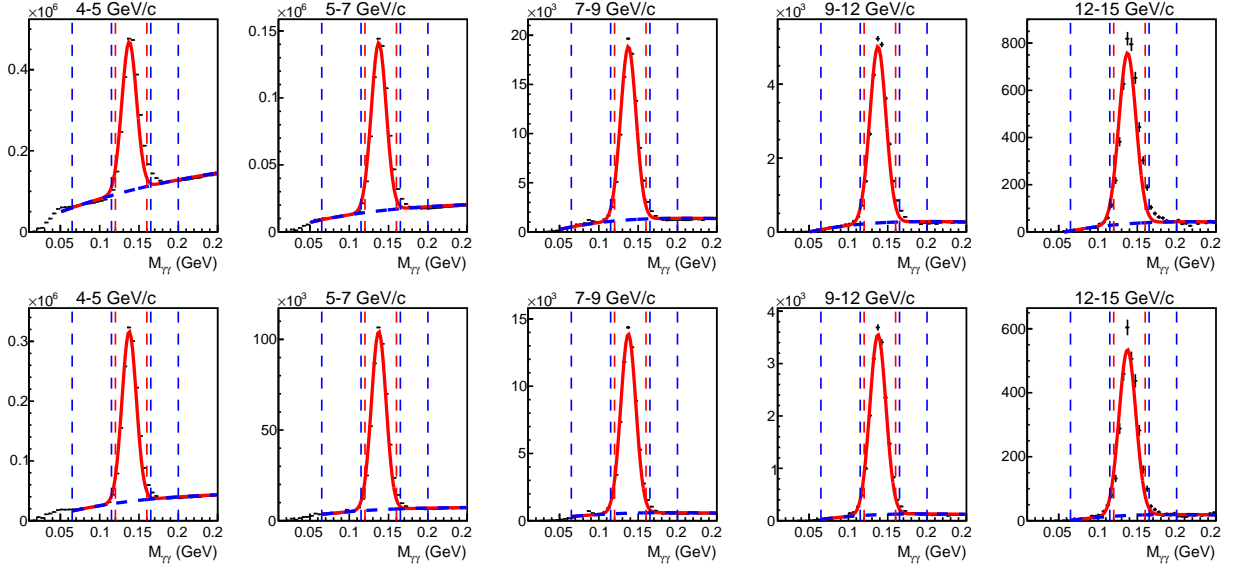 4-5 GeV/c 5-7 GeV/c 7-9 GeV/c 9-12 GeV/c 12-15 GeV/c
×10⁶ ×10⁶ ×10³ ×10³
0.4 0.2 0
0.15 0.1 0.05 0
20 15 10 5 0
4 2 0
800 600 400 200 0
0.05 0.1 0.15 0.2 0.05 0.1 0.15 0.2 0.05 0.1 0.15 0.2 0.05 0.1 0.15 0.2 0.05 0.1 0.15 0.2
M_γγ (GeV) M_γγ (GeV) M_γγ (GeV) M_γγ (GeV) M_γγ (GeV)
4-5 GeV/c 5-7 GeV/c 7-9 GeV/c 9-12 GeV/c 12-15 GeV/c
×10⁶ ×10³ ×10³ ×10³
0.3 0.2 0.1 0
100 50 0
15 10 5 0
4 3 2 1 0
600 400 200 0
0.05 0.1 0.15 0.2 0.05 0.1 0.15 0.2 0.05 0.1 0.15 0.2 0.05 0.1 0.15 0.2 0.05 0.1 0.15 0.2
M_γγ (GeV) M_γγ (GeV) M_γγ (GeV) M_γγ (GeV) M_γγ (GeV)